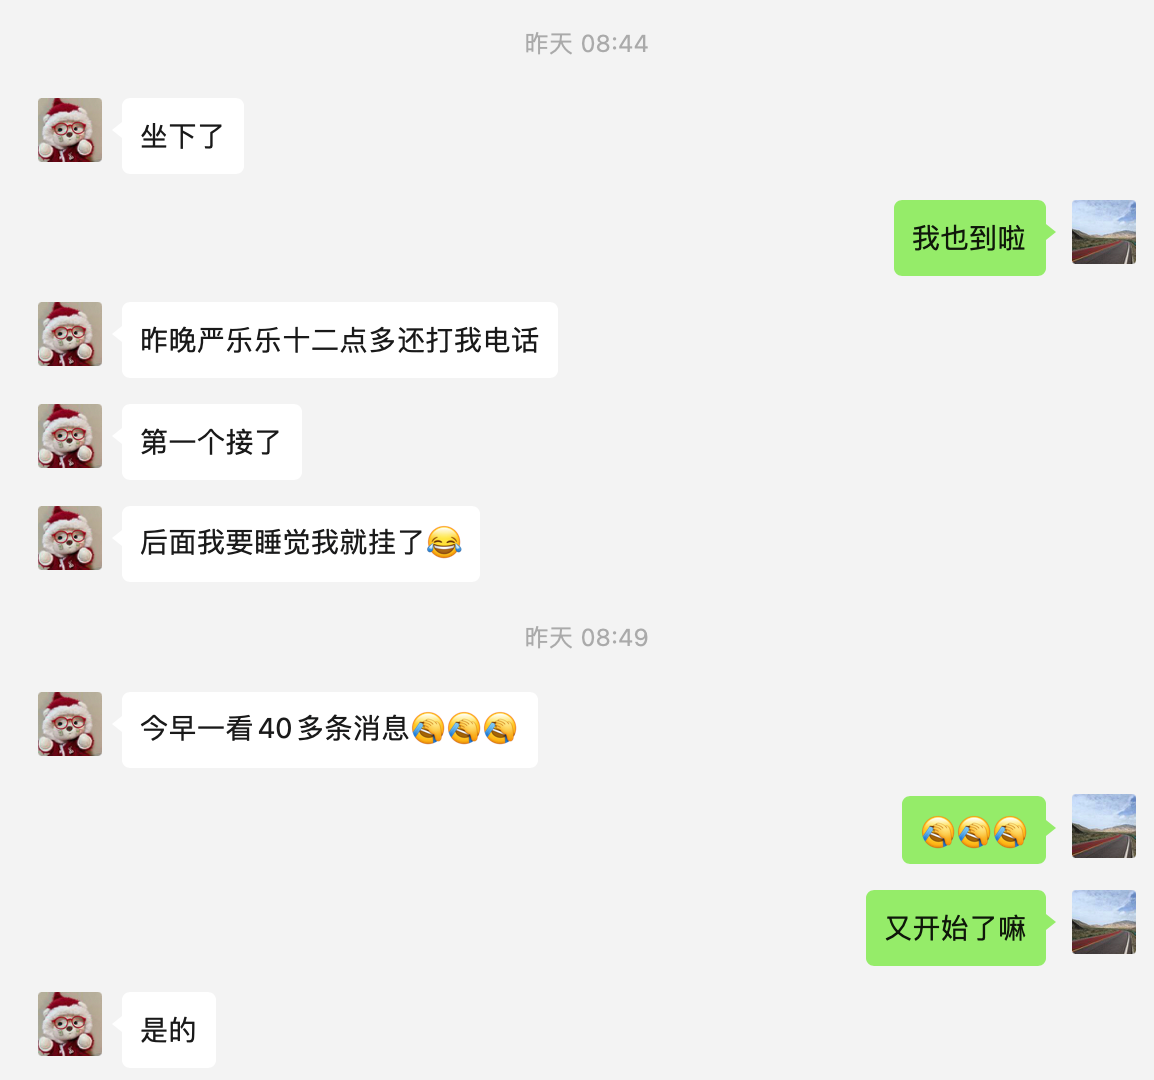 昨天 08:44
坐下了
我也到啦
昨晚严乐乐十二点多还打我电话
第一个接了
后面我要睡觉我就挂了😂
昨天 08:49
今早一看40多条消息🤣🤣🤣
🤣🤣🤣
又开始了嘛
是的